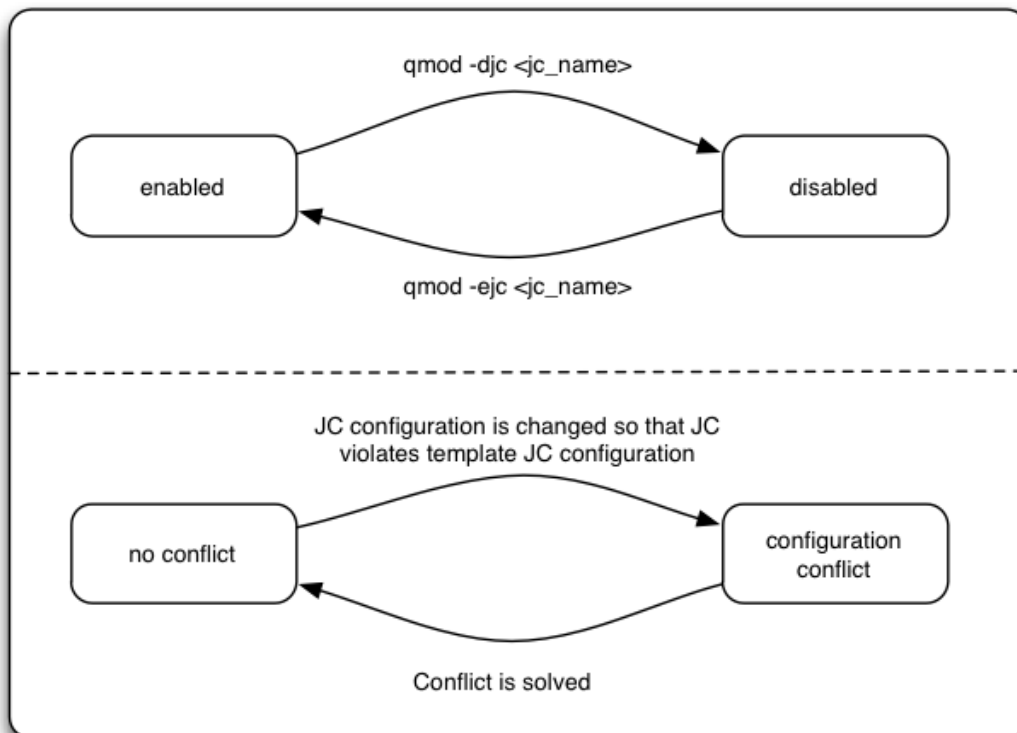 qmod -djc <jc_name>
enabled
disabled
qmod -ejc <jc_name>
JC configuration is changed so that JC
violates template JC configuration
no conflict
configuration
conflict
Conflict is solved